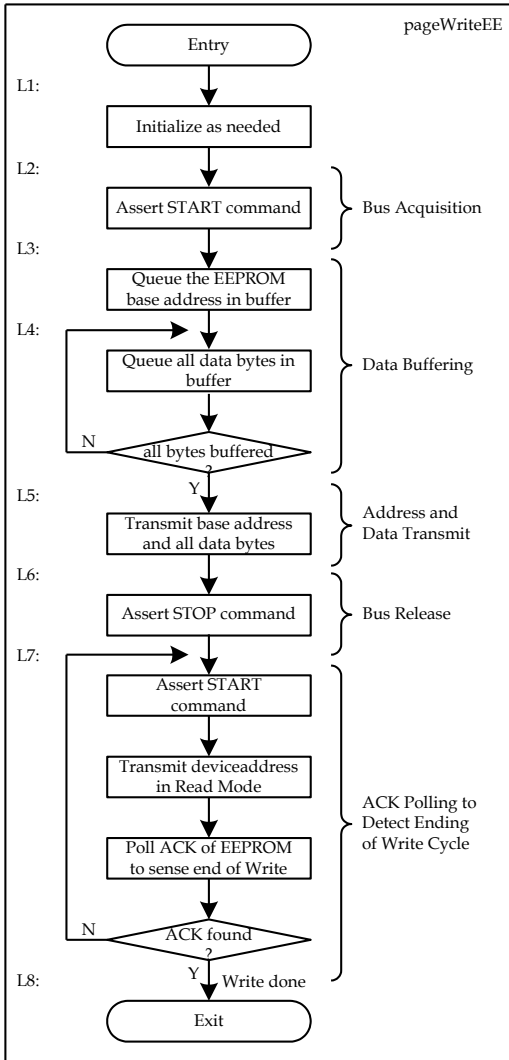 pageWriteEE
Entry
L1:
Initialize as needed
L2:
Assert START command
Bus Acquisition
L3:
Queue the EEPROM
base address in buffer
L4:
Queue all data bytes in
buffer
Data Buffering
N
all bytes buffered
?
Y
L5:
Transmit base address
and all data bytes
Address and
Data Transmit
L6:
Assert STOP command
Bus Release
L7:
Assert START
command
Transmit deviceaddress
in Read Mode
Poll ACK of EEPROM
to sense end of Write
ACK Polling to
Detect Ending
of Write Cycle
N
ACK found
?
Y
Write done
L8:
Exit